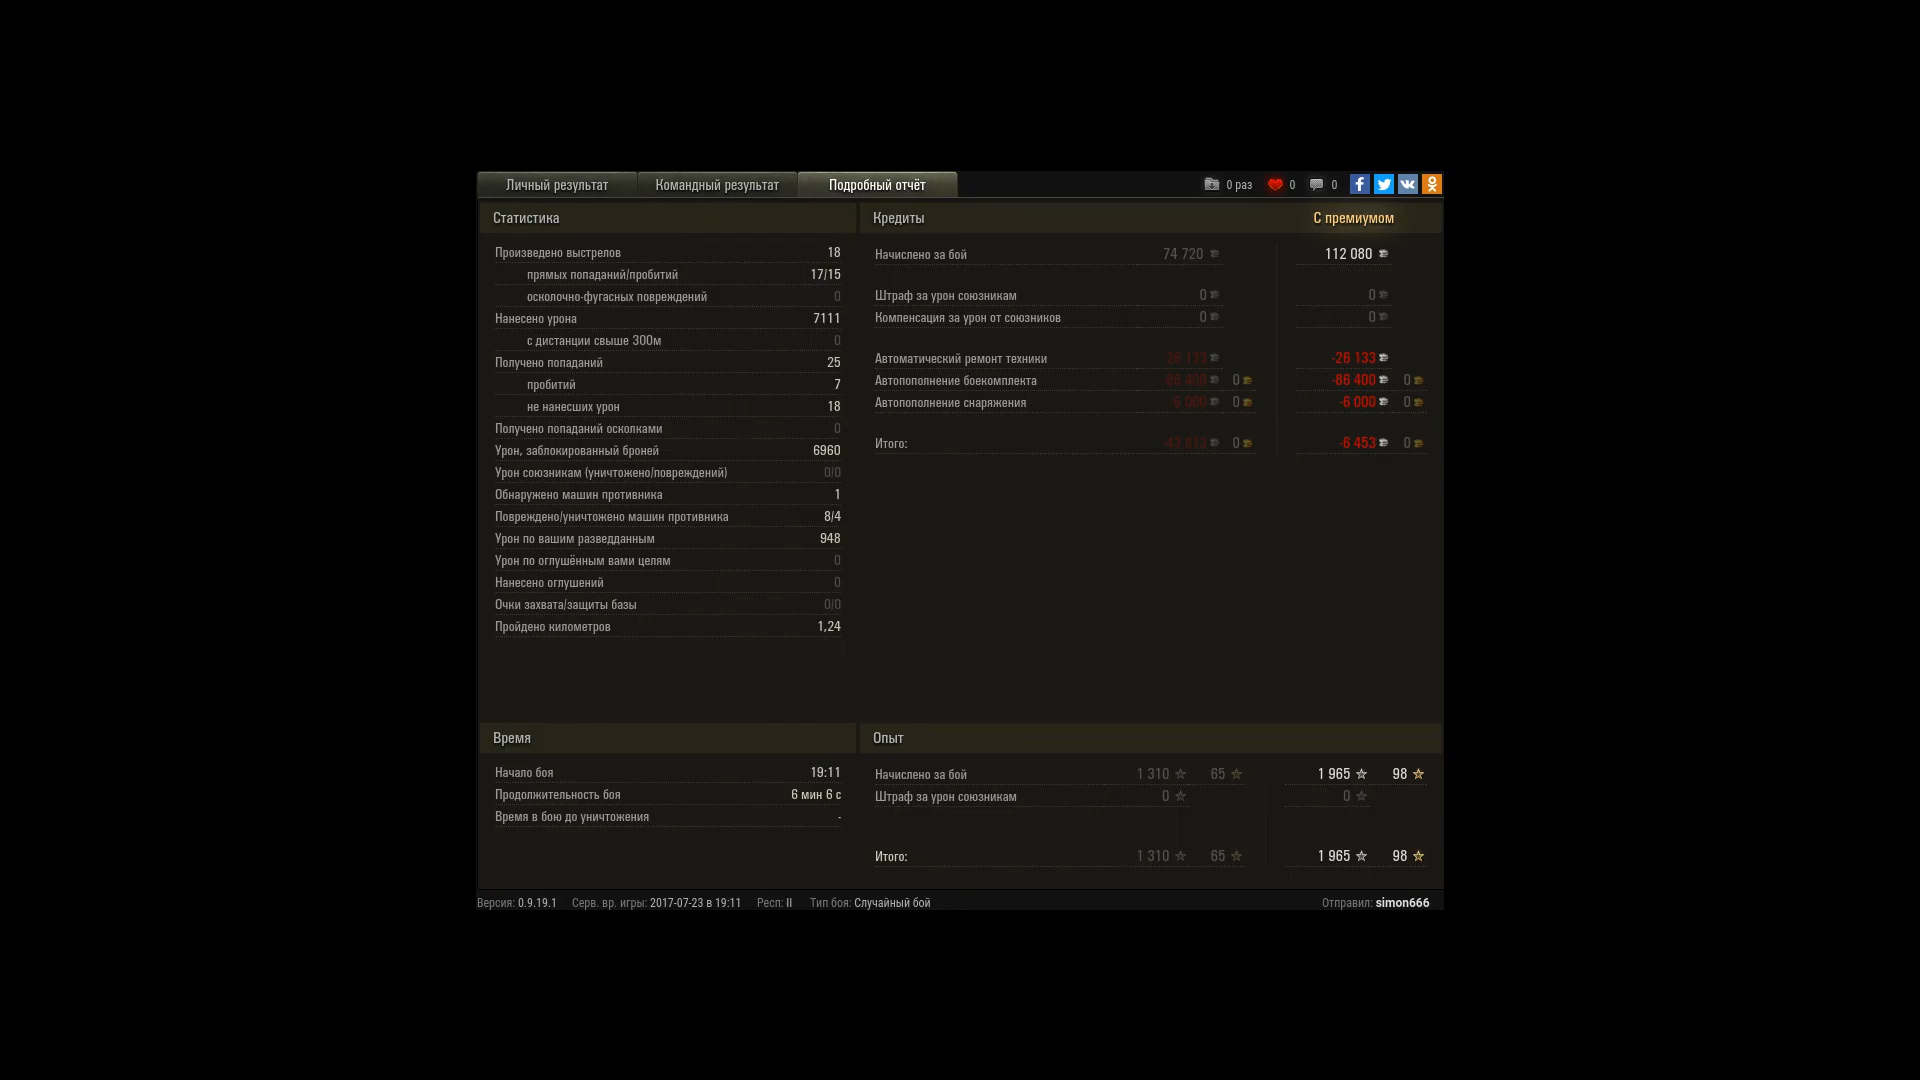 Личный результат Командный результат Подробный отчёт 0 раз 0 0
Статистика
Произведено выстрелов 18
прямых попаданий/пробитий 17/15
осколочно-фугасных повреждений 0
Нанесено урона 7111
с дистанции свыше 300м 0
Получено попаданий 25
пробитий 7
не нанесших урон 18
Получено попаданий осколками 0
Урон, заблокированный бронёй 6960
Урон союзникам (уничтожено/повреждений) 0/0
Обнаружено машин противника 1
Повреждено/уничтожено машин противника 8/4
Урон по вашим разведданным 948
Урон по оглушённым вами целям 0
Нанесено оглушений 0
Очки захвата/защиты базы 0/0
Пройдено километров 1,24
Кредиты С премиумом
Начислено за бой 74 720 112 080
Штраф за урон союзникам 0 0
Компенсация за урон от союзников 0 0
Автоматический ремонт техники -26 133
Автопополнение боекомплекта -86 400 0 -86 400 0
Автопополнение снаряжения -6 000 0 -6 000 0
Итого: -43 813 0 -6 453 0
Время
Начало боя 19:11
Продолжительность боя 6 мин 6 с
Время в бою до уничтожения -
Опыт
Начислено за бой 1 310 65 1 965 98
Штраф за урон союзникам 0 0
Итого: 1 310 65 1 965 98
Версия: 0.9.19.1 Серв. вр. игры: 2017-07-23 в 19:11 Респ: II Тип боя: Случайный бой Отправил: simon666